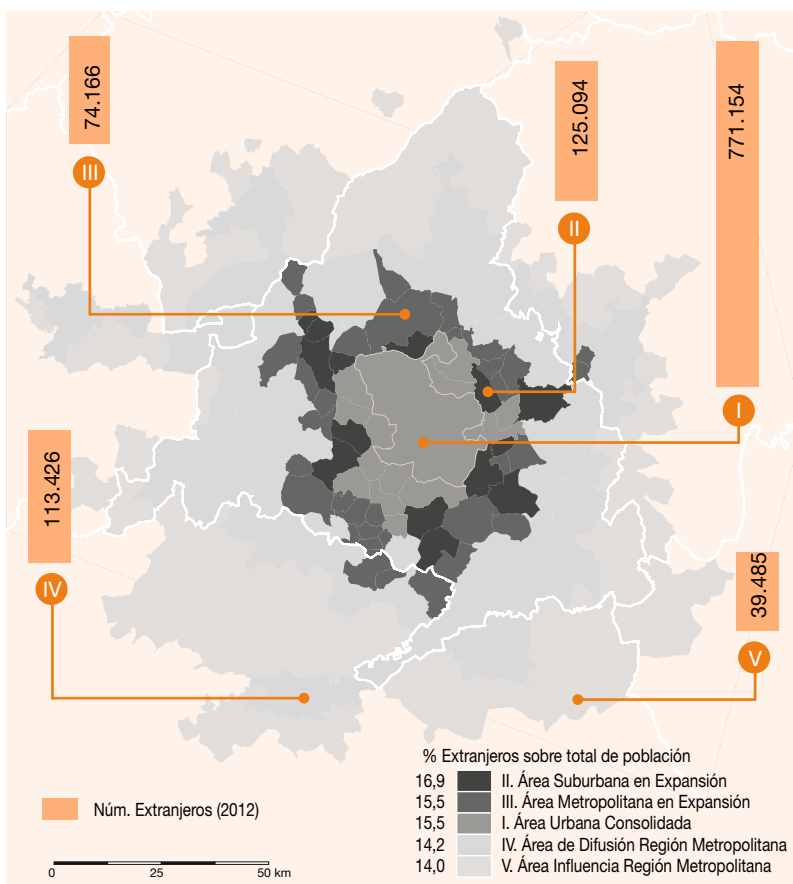 74.166
III
125.094
II
771.154
I
113.426
IV
39.485
V
% Extranjeros sobre total de población
16,9 II. Área Suburbana en Expansión
15,5 III. Área Metropolitana en Expansión
15,5 I. Área Urbana Consolidada
14,2 IV. Área de Difusión Región Metropolitana
14,0 V. Área Influencia Región Metropolitana
Núm. Extranjeros (2012)
0 25 50 km